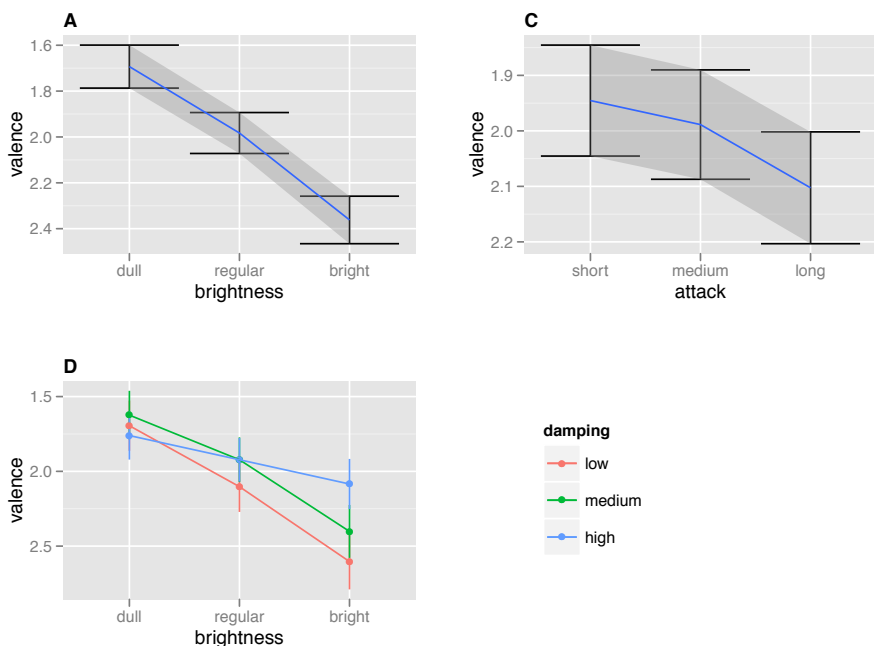 A
valence
1.6
1.8
2.0
2.2
2.4
dull regular bright
brightness
C
valence
1.9
2.0
2.1
2.2
short medium long
attack
D
valence
1.5
2.0
2.5
dull regular bright
brightness
damping
low
medium
high